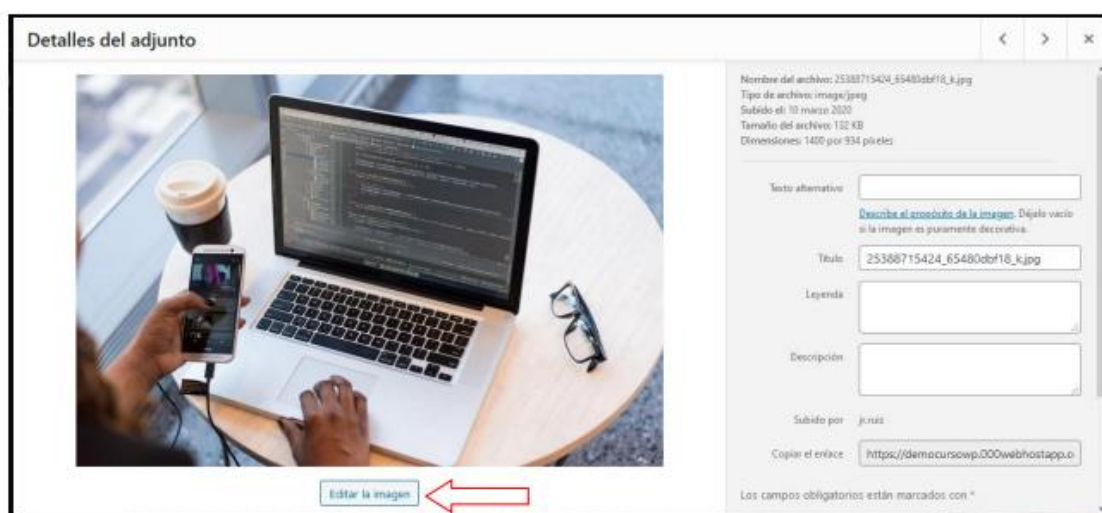 Detalles del adjunto
Nombre del archivo: 25388715424_65480dbf18_k.jpg
Tipo de archivo: image/jpeg
Subido el: 10 marzo 2020
Tamaño del archivo: 132 KB
Dimensiones: 1400 por 934 píxeles
Texto alternativo
Describe el propósito de la imagen. Déjalo vacío
si la imagen es puramente decorativa.
Título 25388715424_65480dbf18_k.jpg
Leyenda
Descripción
Subido por jr.ruiz
Copiar el enlace https://democursowp.000webhostapp.o
Editar la imagen
Los campos obligatorios están marcados con *